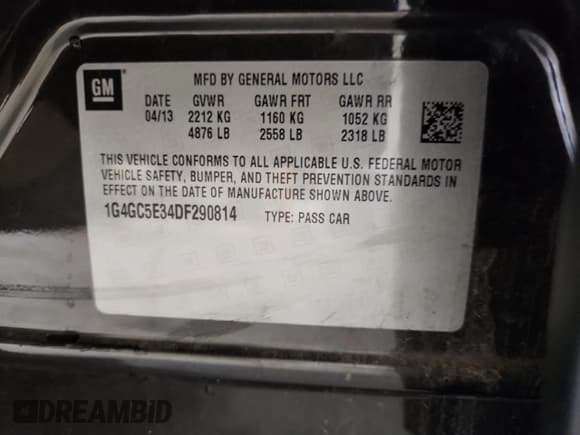 GM
MFD BY GENERAL MOTORS LLC
DATE GVWR GAWR FRT GAWR RR
04/13 2212 KG 1160 KG 1052 KG
4876 LB 2558 LB 2318 LB
THIS VEHICLE CONFORMS TO ALL APPLICABLE U.S. FEDERAL MOTOR
VEHICLE SAFETY, BUMPER, AND THEFT PREVENTION STANDARDS IN
EFFECT ON THE DATE OF MANUFACTURE SHOWN ABOVE.
1G4GC5E34DF290814 TYPE: PASS CAR
DREAMBID